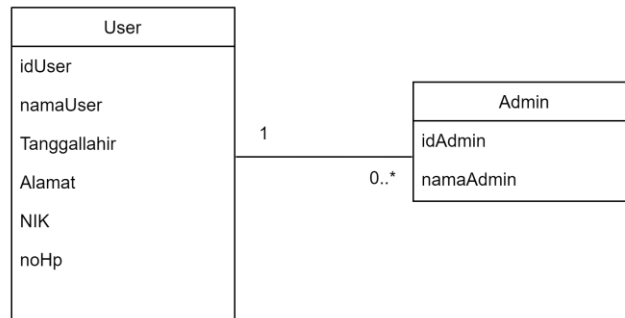 User
idUser
namaUser
Tanggallahir
Alamat
NIK
noHp
1
0..*
Admin
idAdmin
namaAdmin